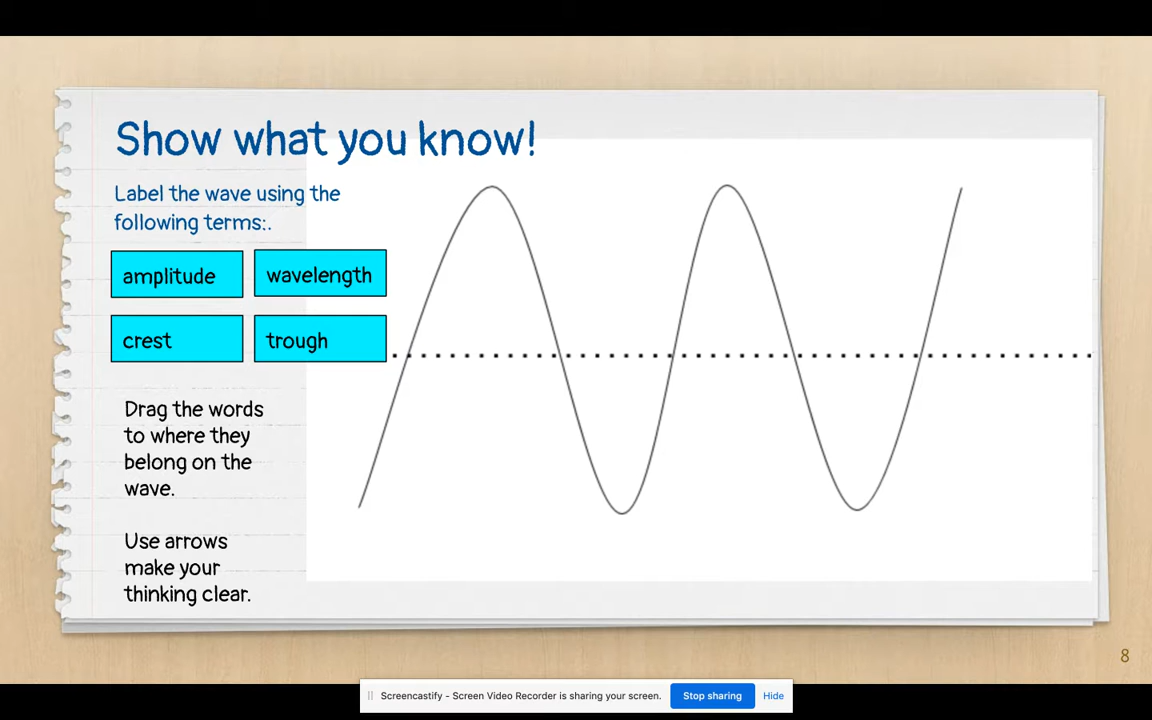 Show what you know!
Label the wave using the
following terms:.
amplitude
wavelength
crest
trough
Drag the words
to where they
belong on the
wave.
Use arrows
make your
thinking clear.
8
Screencastify - Screen Video Recorder is sharing your screen.
Stop sharing
Hide